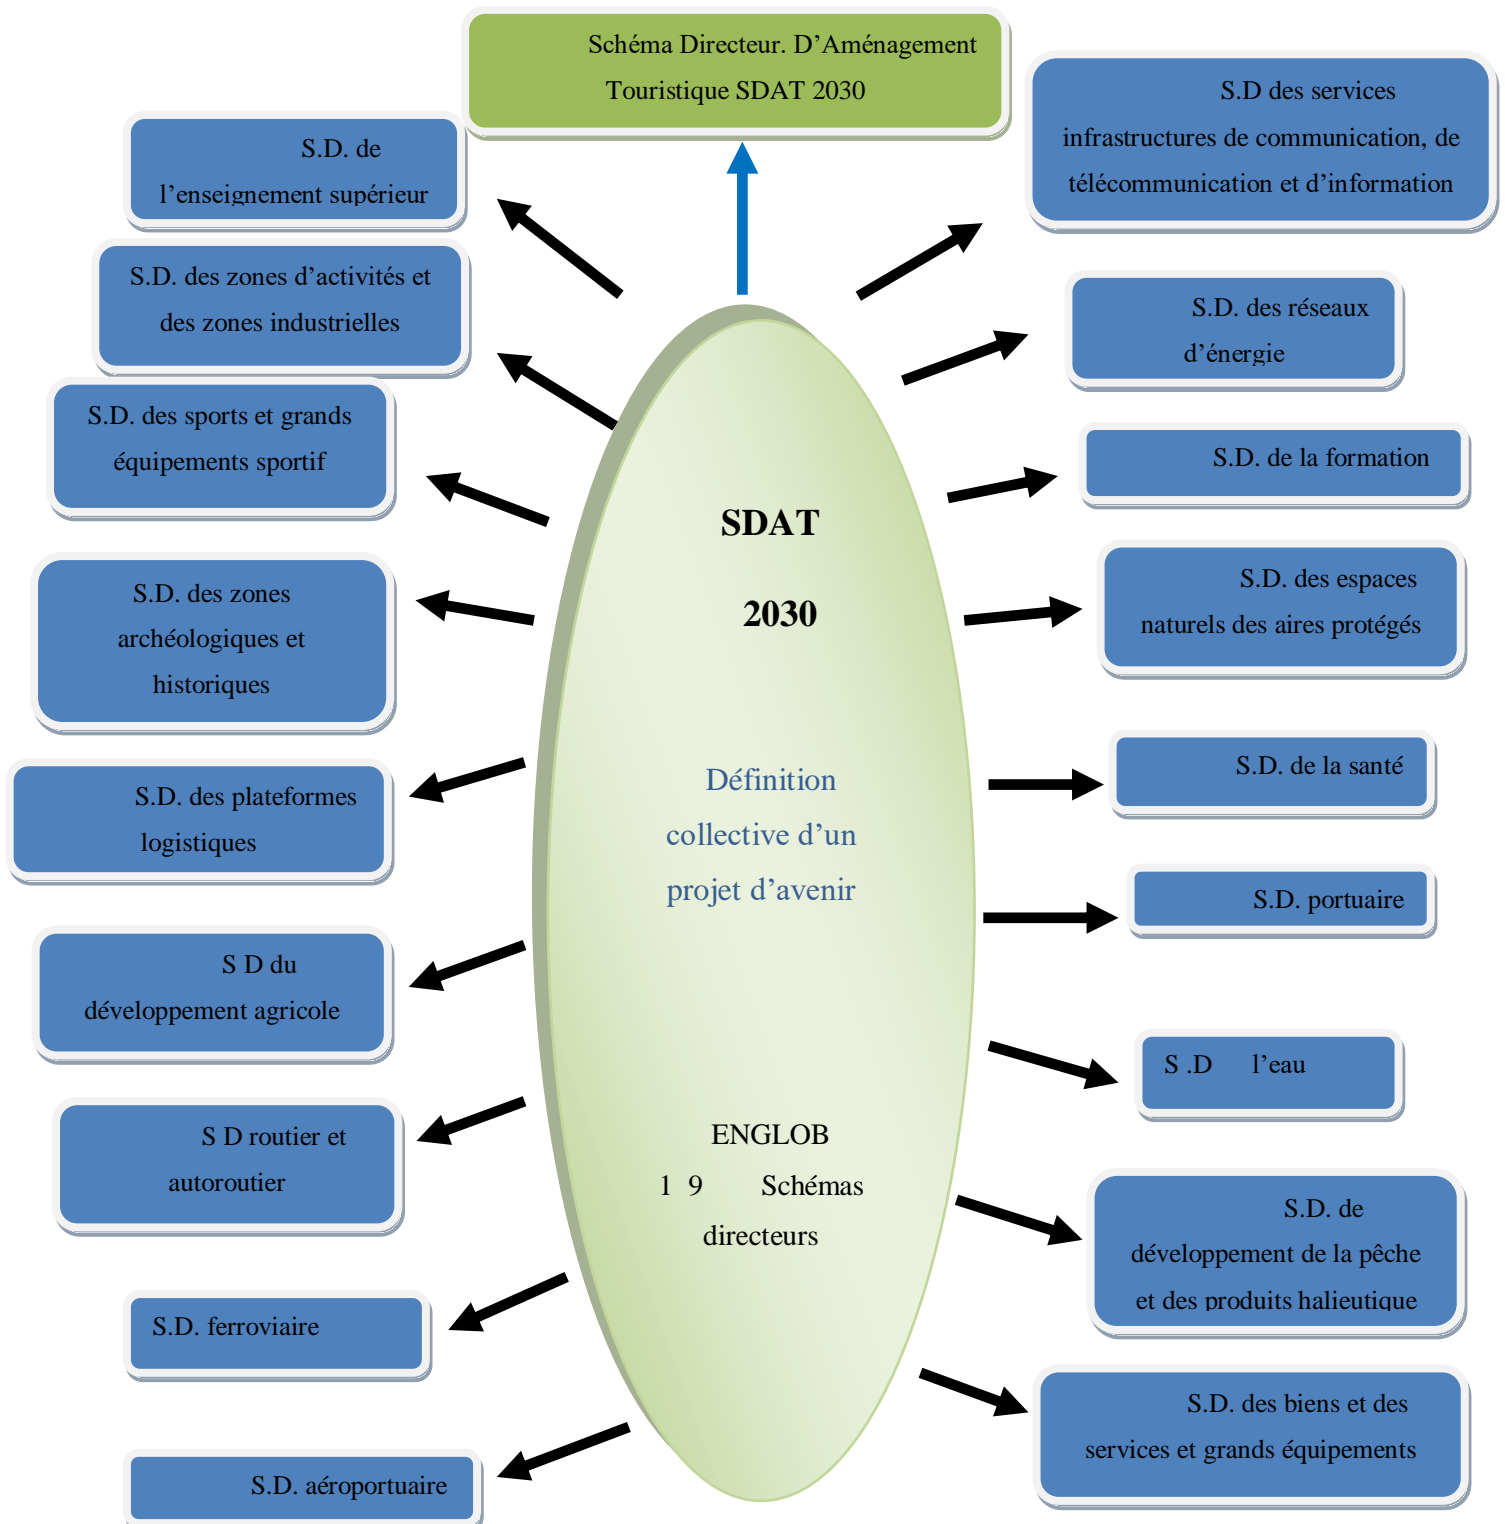 Schéma Directeur. D’Aménagement
Touristique SDAT 2030
S.D. de
l’enseignement supérieur
S.D. des zones d’activités et
des zones industrielles
S.D. des sports et grands
équipements sportif
S.D. des zones
archéologiques et
historiques
S.D. des plateformes
logistiques
S D du
développement agricole
S D routier et
autoroutier
S.D. ferroviaire
S.D. aéroportuaire
SDAT
2030
Définition
collective d’un
projet d’avenir
ENGLOB
1 9 Schémas
directeurs
S.D des services
infrastructures de communication, de
télécommunication et d’information
S.D. des réseaux
d’énergie
S.D. de la formation
S.D. des espaces
naturels des aires protégés
S.D. de la santé
S.D. portuaire
S .D l’eau
S.D. de
développement de la pêche
et des produits halieutique
S.D. des biens et des
services et grands équipements